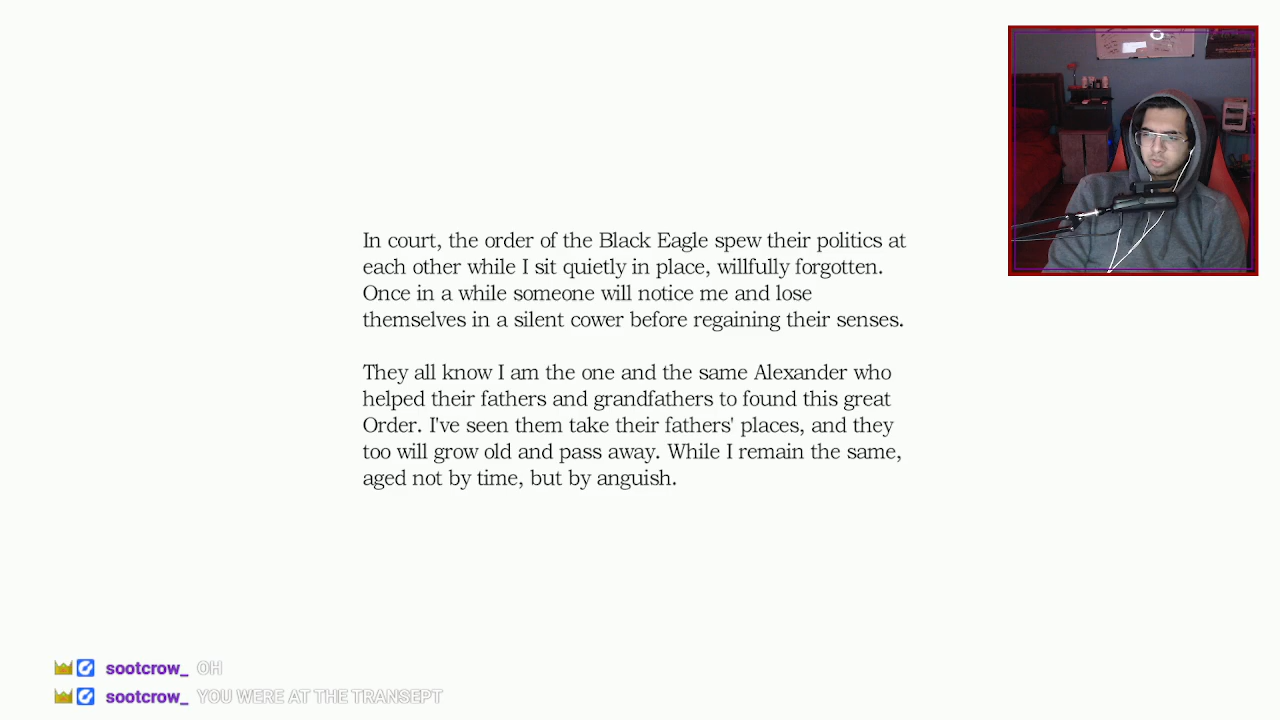 In court, the order of the Black Eagle spew their politics at
each other while I sit quietly in place, willfully forgotten.
Once in a while someone will notice me and lose
themselves in a silent cower before regaining their senses.
They all know I am the one and the same Alexander who
helped their fathers and grandfathers to found this great
Order. I've seen them take their fathers' places, and they
too will grow old and pass away. While I remain the same,
aged not by time, but by anguish.
sootcrow_ OH
sootcrow_ YOU WERE AT THE TRANSEPT